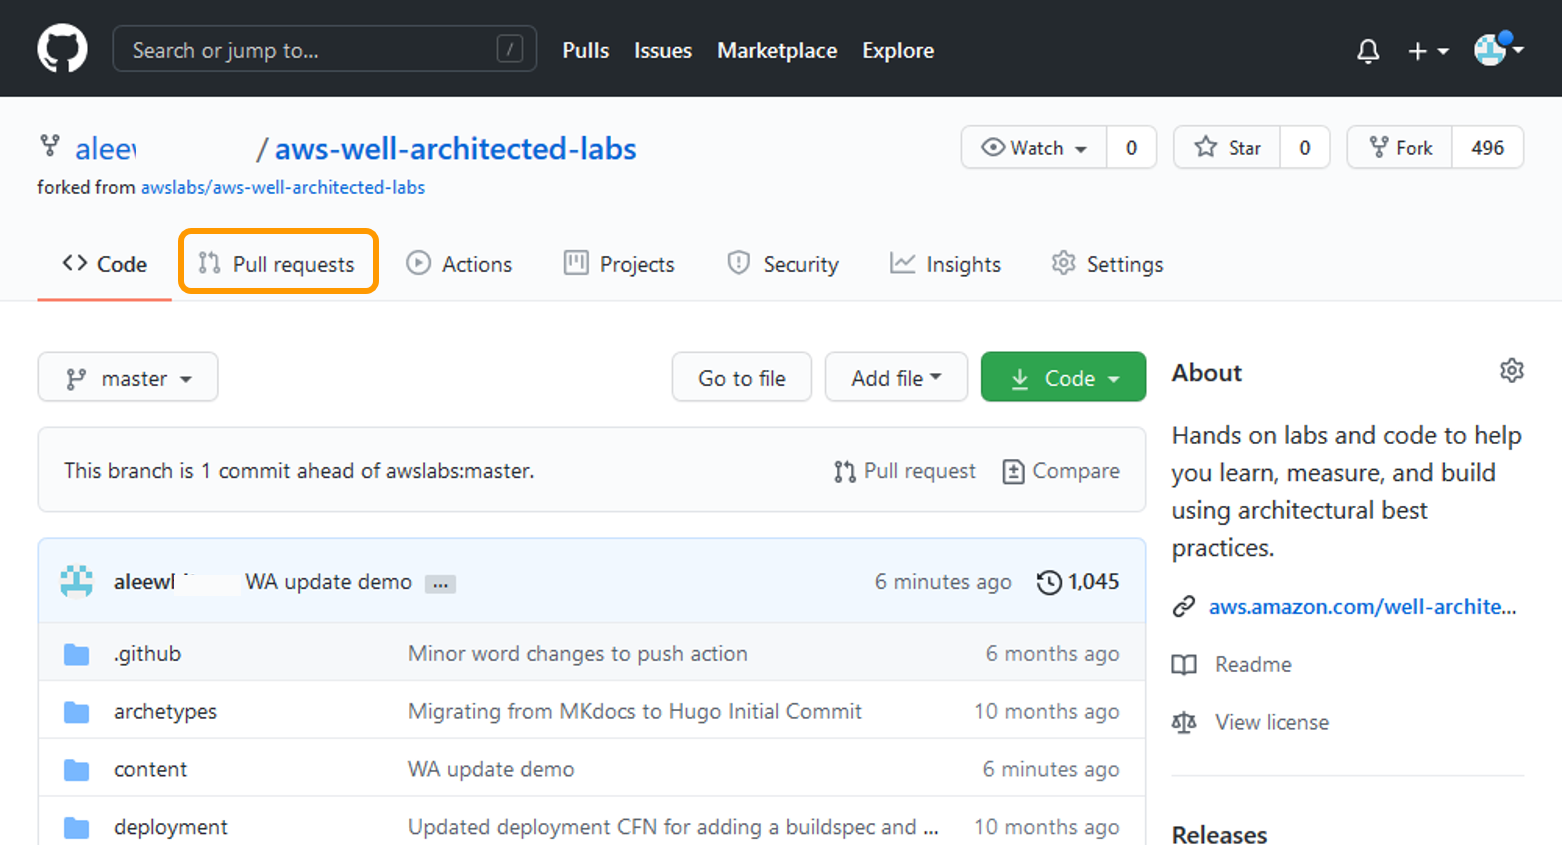 Search or jump to... / Pulls Issues Marketplace Explore
/ aws-well-architected-labs Watch 0 Star 0 Fork 496
forked from awslabs/aws-well-architected-labs
Code Pull requests Actions Projects Security Insights Settings
master Go to file Add file Code
This branch is 1 commit ahead of awslabs:master. Pull request Compare
WA update demo ... 6 minutes ago 1,045
.github Minor word changes to push action 6 months ago
archetypes Migrating from MKdocs to Hugo Initial Commit 10 months ago
content WA update demo 6 minutes ago
deployment Updated deployment CFN for adding a buildspec and ... 10 months ago
About
Hands on labs and code to help
you learn, measure, and build
using architectural best
practices.
aws.amazon.com/well-archite...
Readme
View license
Releases